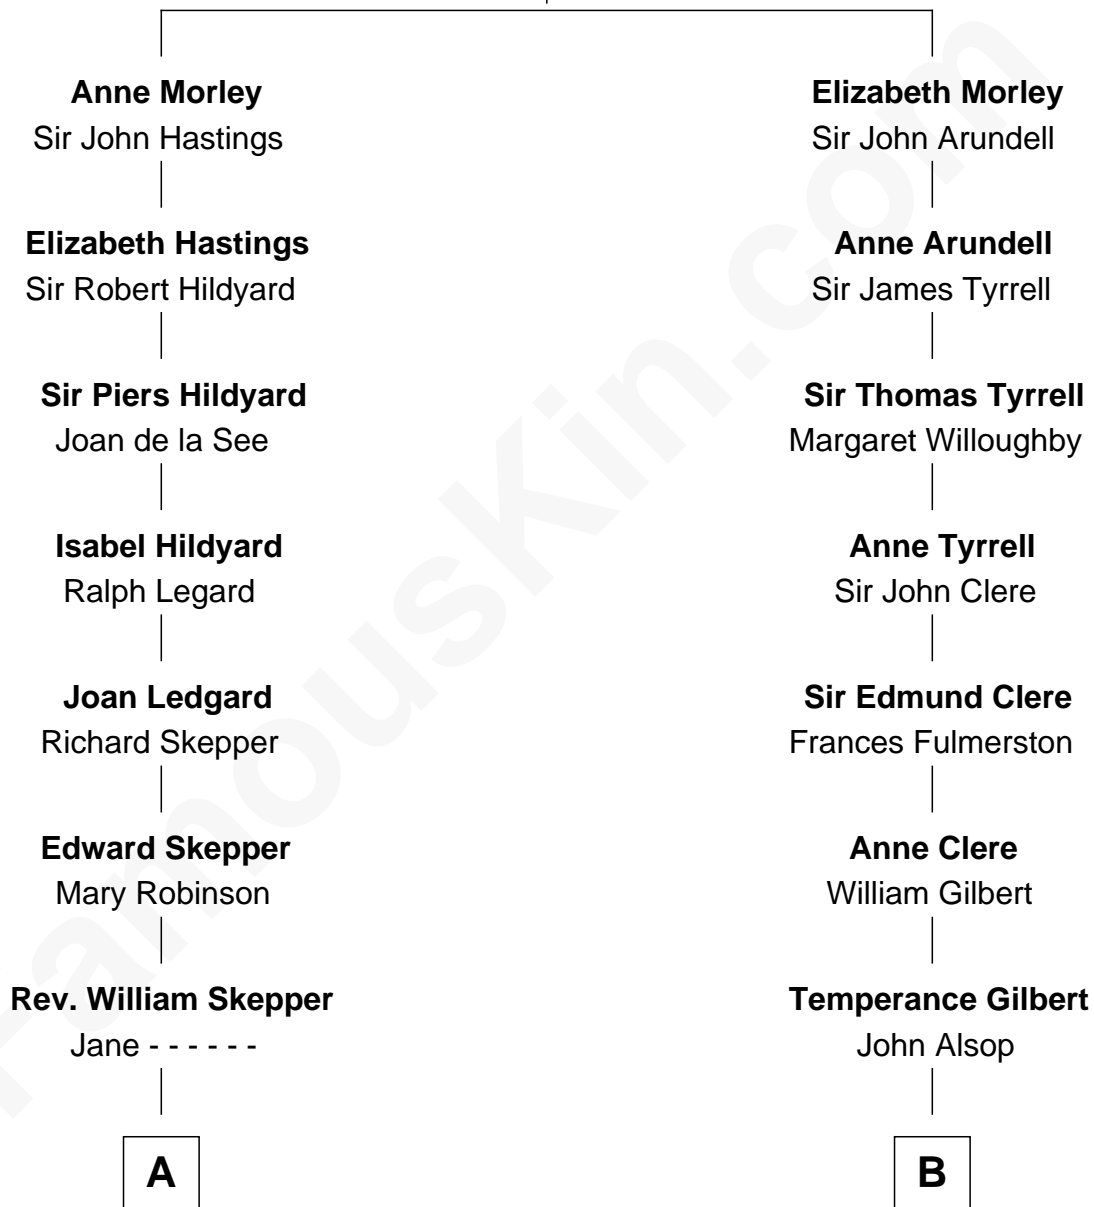 Anne Morley
Sir John Hastings
Elizabeth Hastings
Sir Robert Hildyard
Sir Piers Hildyard
Joan de la See
Isabel Hildyard
Ralph Legard
Joan Ledgard
Richard Skepper
Edward Skepper
Mary Robinson
Rev. William Skepper
Jane - - - - - -
A
Elizabeth Morley
Sir John Arundell
Anne Arundell
Sir James Tyrrell
Sir Thomas Tyrrell
Margaret Willoughby
Anne Tyrrell
Sir John Clere
Sir Edmund Clere
Frances Fulmerston
Anne Clere
William Gilbert
Temperance Gilbert
John Alsop
B
FamousKin.com